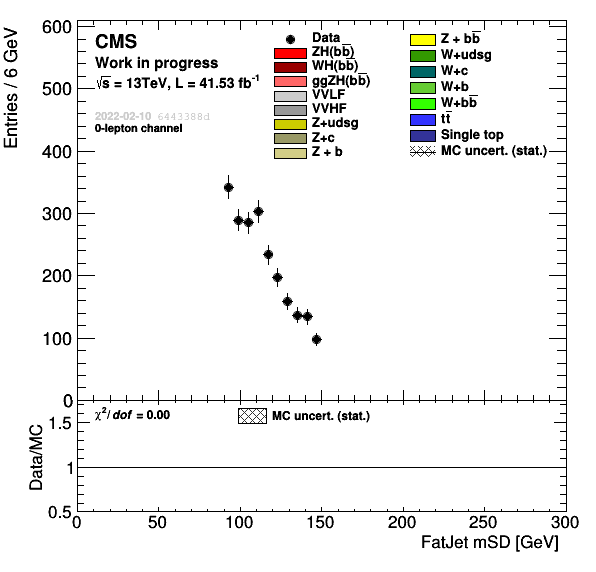 Entries / 6 GeV
600
500
400
300
200
100
0
CMS
Work in progress
√s = 13TeV, L = 41.53 fb⁻¹
2022-02-10 6443388d
0-lepton channel
Data
ZH(bb̅)
WH(bb̅)
ggZH(bb̅)
VVLF
VVHF
Z+udsg
Z+c
Z + b
Z + bb̅
W+udsg
W+c
W+b
W+bb̅
tt̅
Single top
MC uncert. (stat.)
Data/MC
1.5
1
0.5
χ²/dof = 0.00
MC uncert. (stat.)
0 50 100 150 200 250 300
FatJet mSD [GeV]